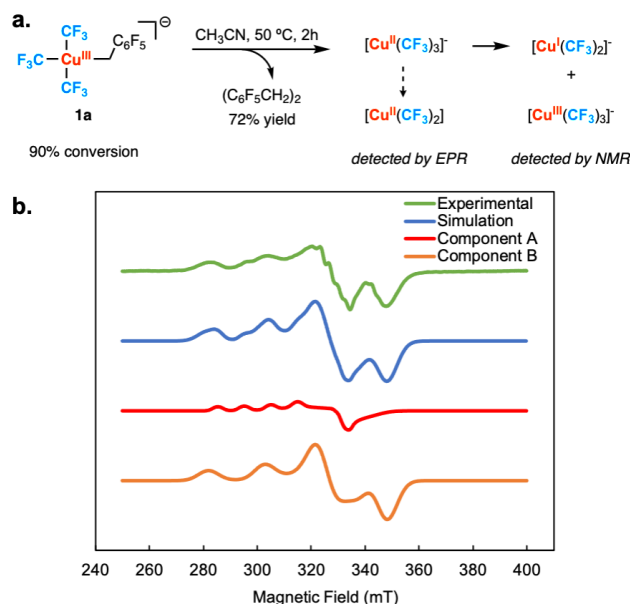 a.
CF₃
F₃C Cu^III C₆F₅ ⊖
CF₃
1a
90% conversion
CH₃CN, 50 ºC, 2h
(C₆F₅CH₂)₂
72% yield
[Cu^II(CF₃)₃]⁻
[Cu^II(CF₃)₂]
detected by EPR
[Cu^I(CF₃)₂]⁻
+
[Cu^III(CF₃)₃]⁻
detected by NMR
b.
Experimental
Simulation
Component A
Component B
240 260 280 300 320 340 360 380 400
Magnetic Field (mT)